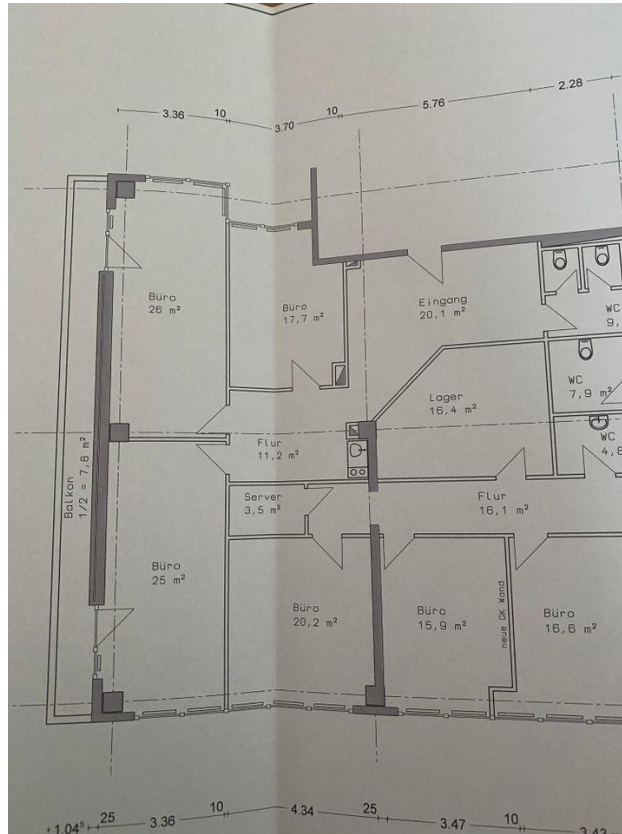 3.36
10
3.70
10
5.76
2.28
Büro
26 m²
Büro
17,7 m²
Eingang
20,1 m²
WC
9,
WC
7,9 m²
Lager
16,4 m²
WC
4,8
Flur
11,2 m²
Server
3,5 m²
Flur
16,1 m²
Balkon
1/2 = 7,8 m²
Büro
25 m²
Büro
20,2 m²
Büro
15,9 m²
neue GK Wand
Büro
16,6 m²
1.04⁵
25
3.36
10
4.34
25
3.47
10
3.43